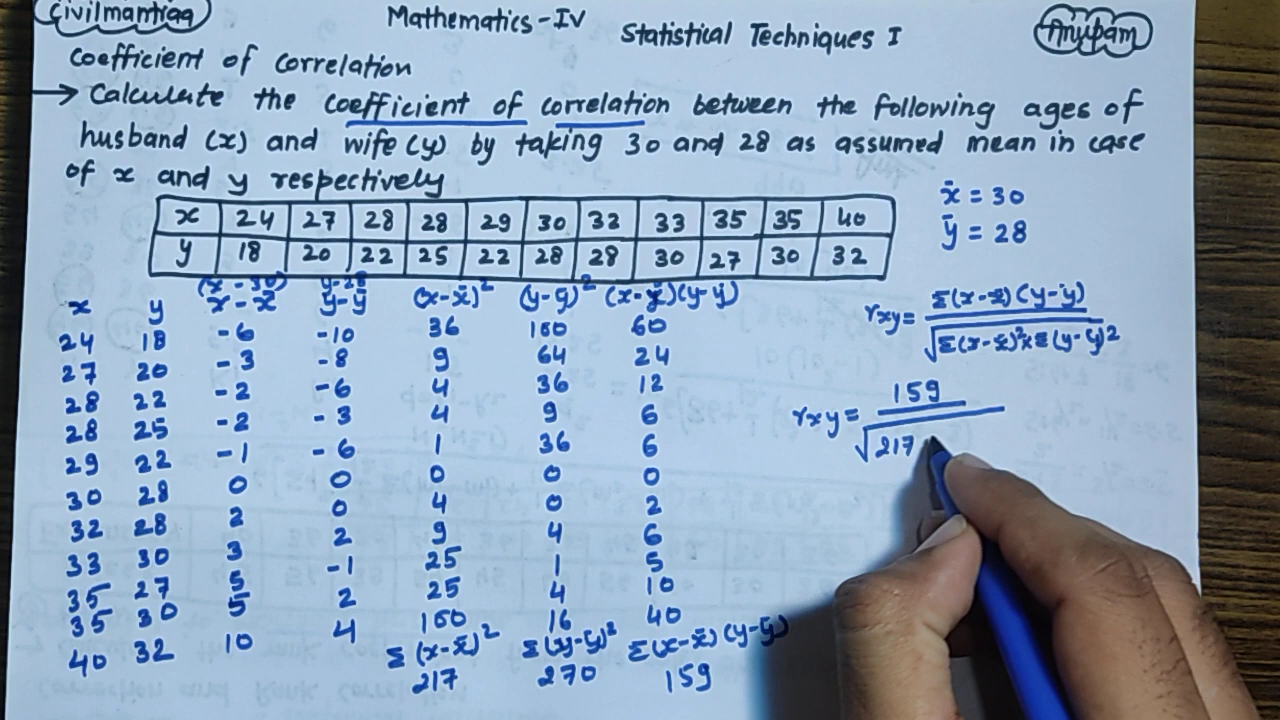 Civilmantraa
Mathematics-IV
Statistical Techniques I
Anupam
Coefficient of Correlation
→ Calculate the coefficient of correlation between the following ages of
husband (x) and wife (y) by taking 30 and 28 as assumed mean in case
of x and y respectively
x 24 27 28 28 29 30 32 33 35 35 40
y 18 20 22 25 22 28 28 30 27 30 32
x̄ = 30
ȳ = 28
(x-30) y-28
x y x-x̄ y-ȳ (x-x̄)² (y-ȳ)² (x-x̄)(y-ȳ)
24 18 -6 -10 36 100 60
27 20 -3 -8 9 64 24
28 22 -2 -6 4 36 12
28 25 -2 -3 4 9 6
29 22 -1 -6 1 36 6
30 28 0 0 0 0 0
32 28 2 0 4 0 2
33 30 3 2 9 4 6
35 27 5 -1 25 1 5
35 30 5 2 25 4 10
40 32 10 4 100 16 40
Σ(x-x̄)² Σ(y-ȳ)² Σ(x-x̄)(y-ȳ)
217 270 159
rxy = Σ(x-x̄)(y-ȳ)
√Σ(x-x̄)²×Σ(y-ȳ)²
rxy = 159
√217